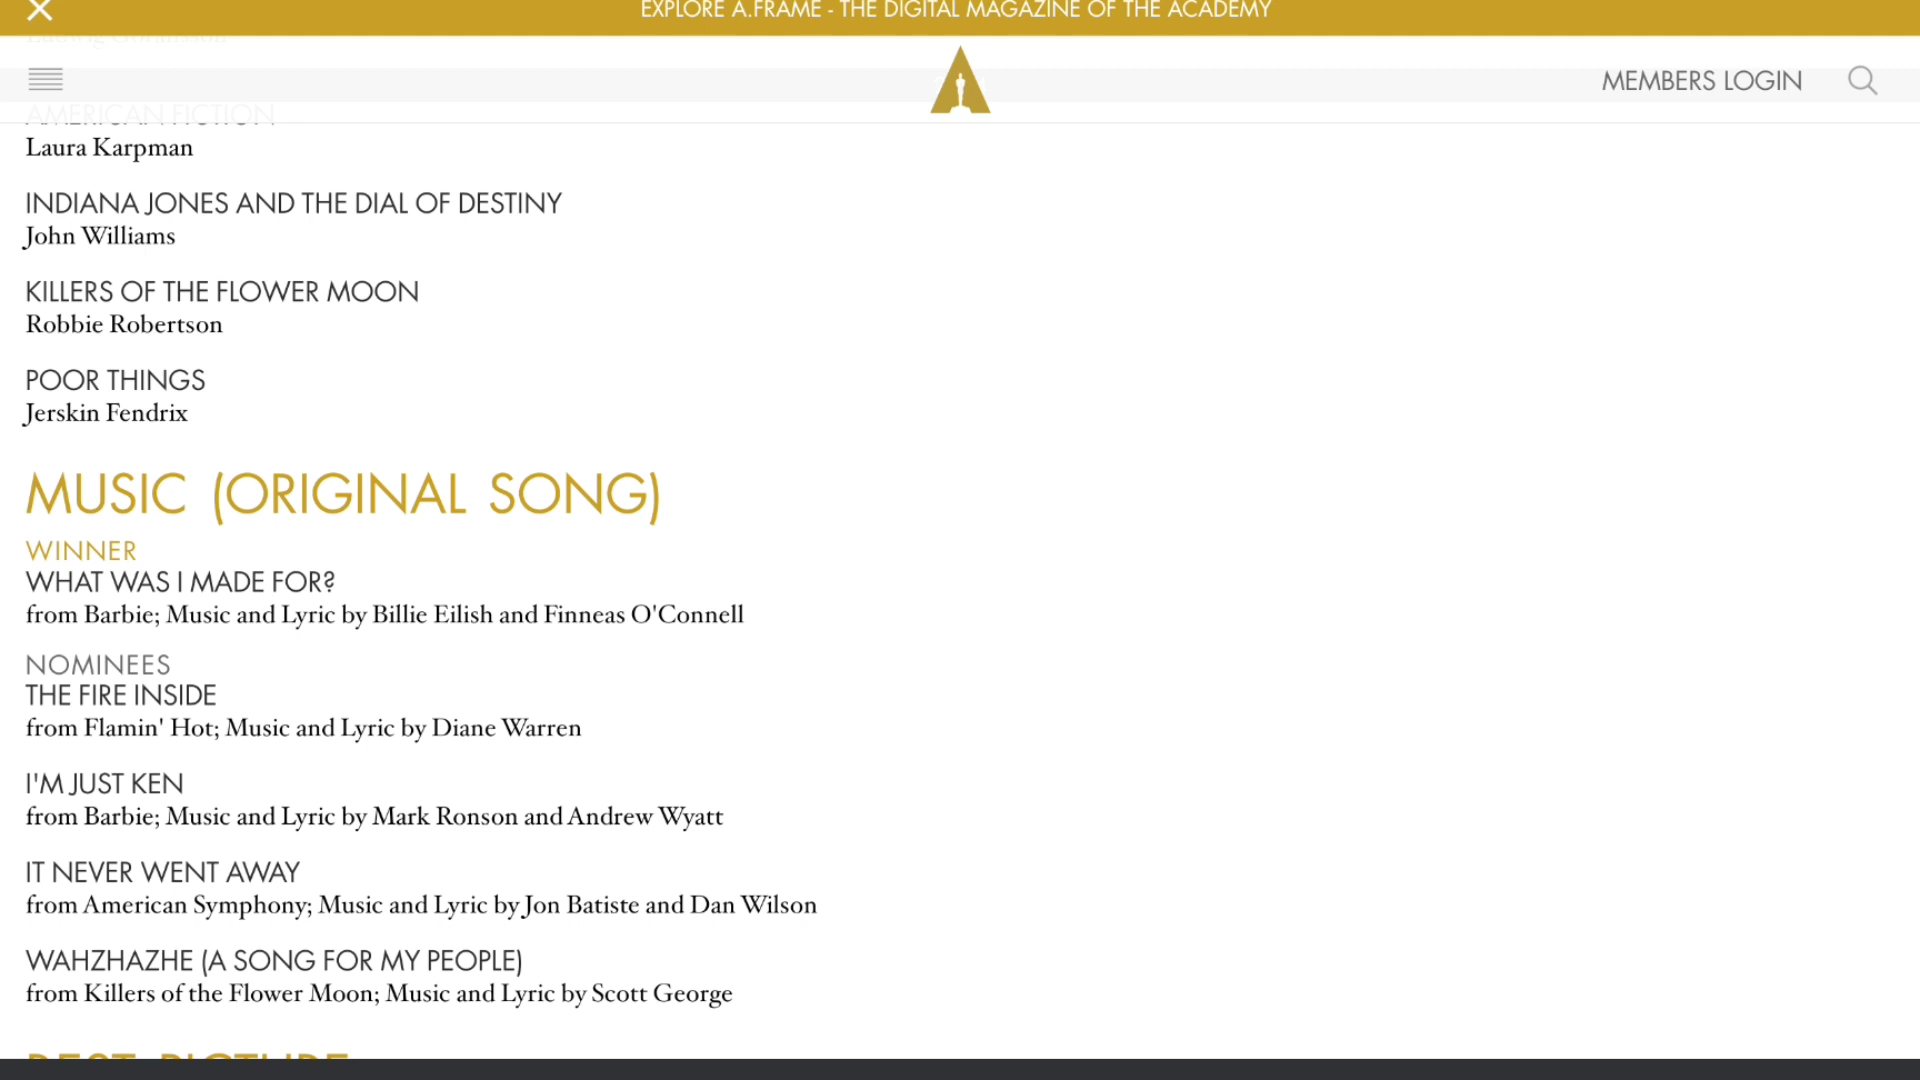 EXPLORE A.FRAME - THE DIGITAL MAGAZINE OF THE ACADEMY
MEMBERS LOGIN
AMERICAN FICTION
Laura Karpman
INDIANA JONES AND THE DIAL OF DESTINY
John Williams
KILLERS OF THE FLOWER MOON
Robbie Robertson
POOR THINGS
Jerskin Fendrix
MUSIC (ORIGINAL SONG)
WINNER
WHAT WAS I MADE FOR?
from Barbie; Music and Lyric by Billie Eilish and Finneas O'Connell
NOMINEES
THE FIRE INSIDE
from Flamin' Hot; Music and Lyric by Diane Warren
I'M JUST KEN
from Barbie; Music and Lyric by Mark Ronson and Andrew Wyatt
IT NEVER WENT AWAY
from American Symphony; Music and Lyric by Jon Batiste and Dan Wilson
WAHZHAZHE (A SONG FOR MY PEOPLE)
from Killers of the Flower Moon; Music and Lyric by Scott George
BEST PICTURE